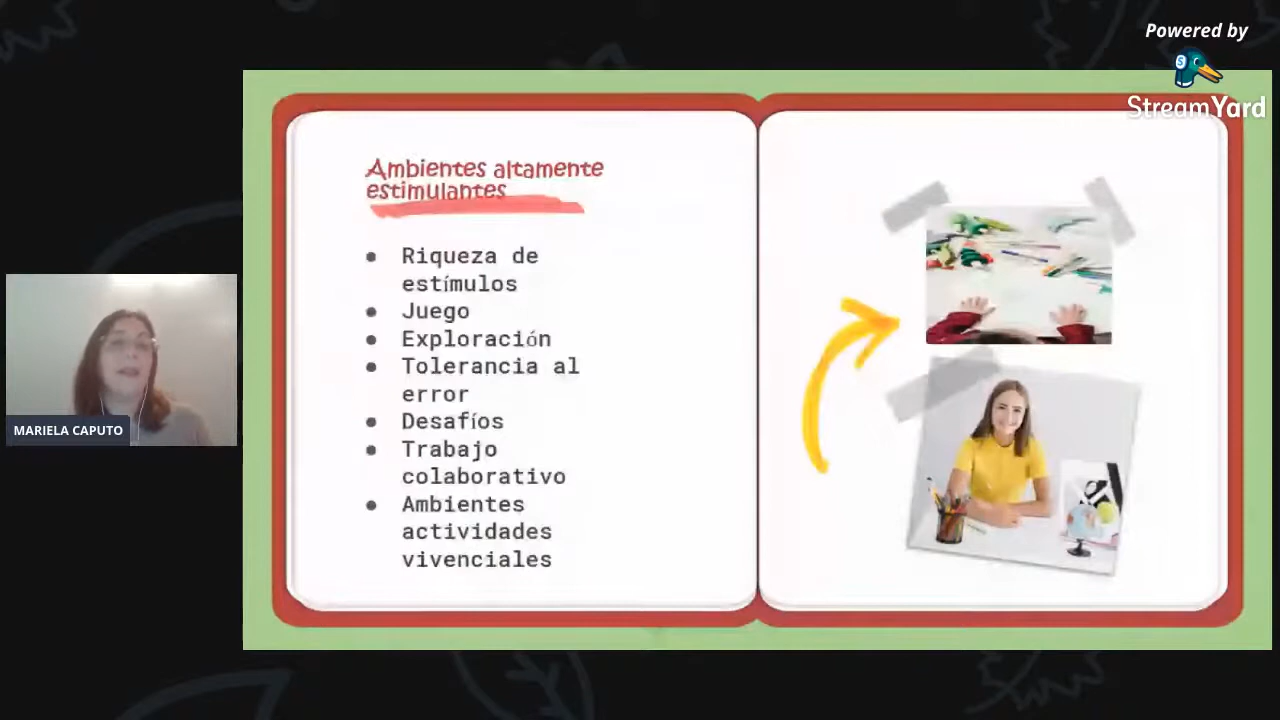 Powered by
StreamYard
Ambientes altamente
estimulantes
● Riqueza de
estímulos
● Juego
● Exploración
● Tolerancia al
error
● Desafíos
● Trabajo
colaborativo
● Ambientes
actividades
vivenciales
MARIELA CAPUTO